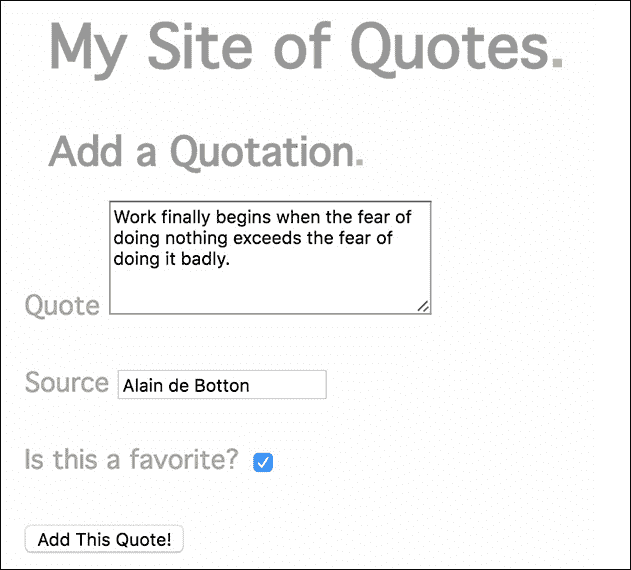 My Site of Quotes.
Add a Quotation.
Work finally begins when the fear of
doing nothing exceeds the fear of
doing it badly.
Quote
Source Alain de Botton
Is this a favorite?
Add This Quote!